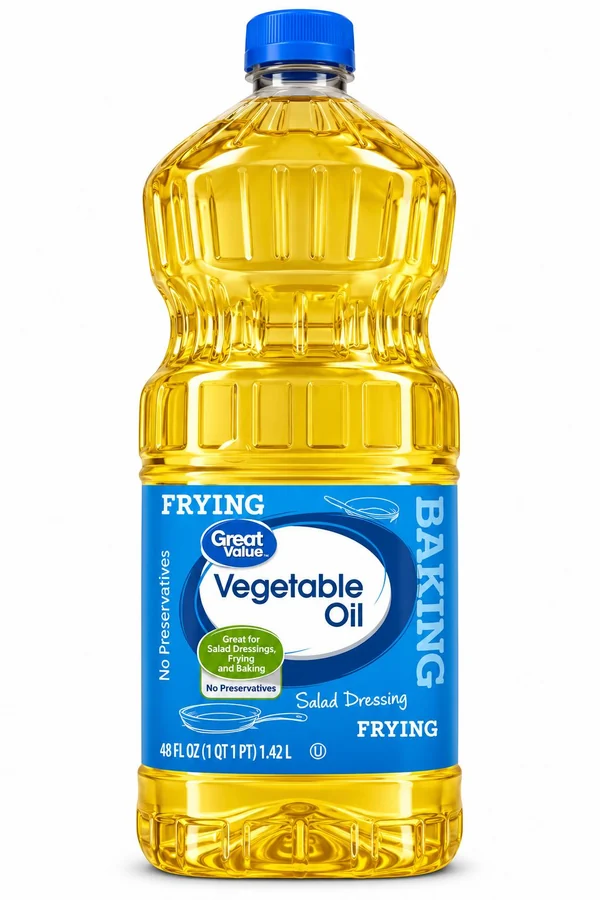 FRYING
Great
Value™
BAKING
Vegetable
Oil
No Preservatives
Great for
Salad Dressings,
Frying
and Baking
No Preservatives
Salad Dressing
FRYING
48 FL OZ (1 QT 1 PT) 1.42 L
U